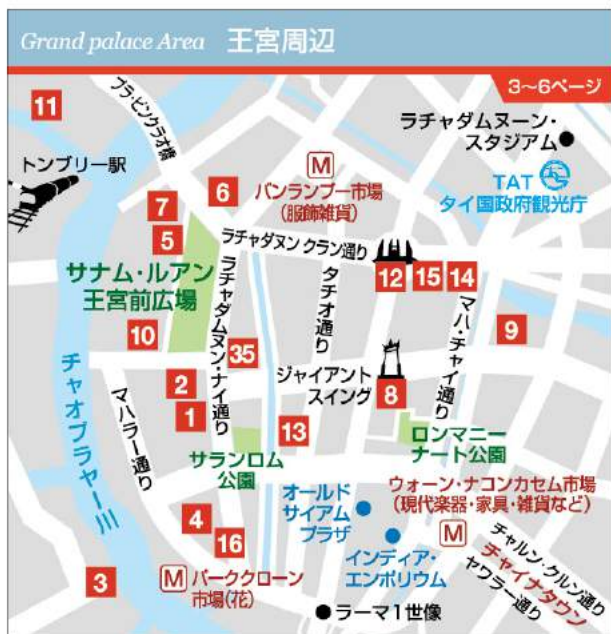 Grand palace Area 王宮周辺
3~6ページ
11
プラ・ピンクラオ橋
ラチャダムヌーン・
スタジアム
トンブリー駅
M
バンランプー市場
(服飾雑貨)
TAT
タイ国政府観光庁
6
7
5
ラチャダヌン クラン通り
サナム・ルアン
王宮前広場
ラチャダムヌン・ナイ通り
タチオ通り
12
15
14
マハ・チャイ通り
9
10
35
ジャイアント
スイング
8
2
1
マハラー通り
チャオプラヤー川
13
サランロム
公園
ロンマニー
ナート公園
ウォーン・ナコンカセム市場
(現代楽器・家具・雑貨など)
M
オールド
サイアム
プラザ
4
16
インディア・
エンポリウム
チャルン・クルン通り
チャイナタウン
ヤワラー通り
3
M
パーククローン
市場(花)
ラーマ1世像